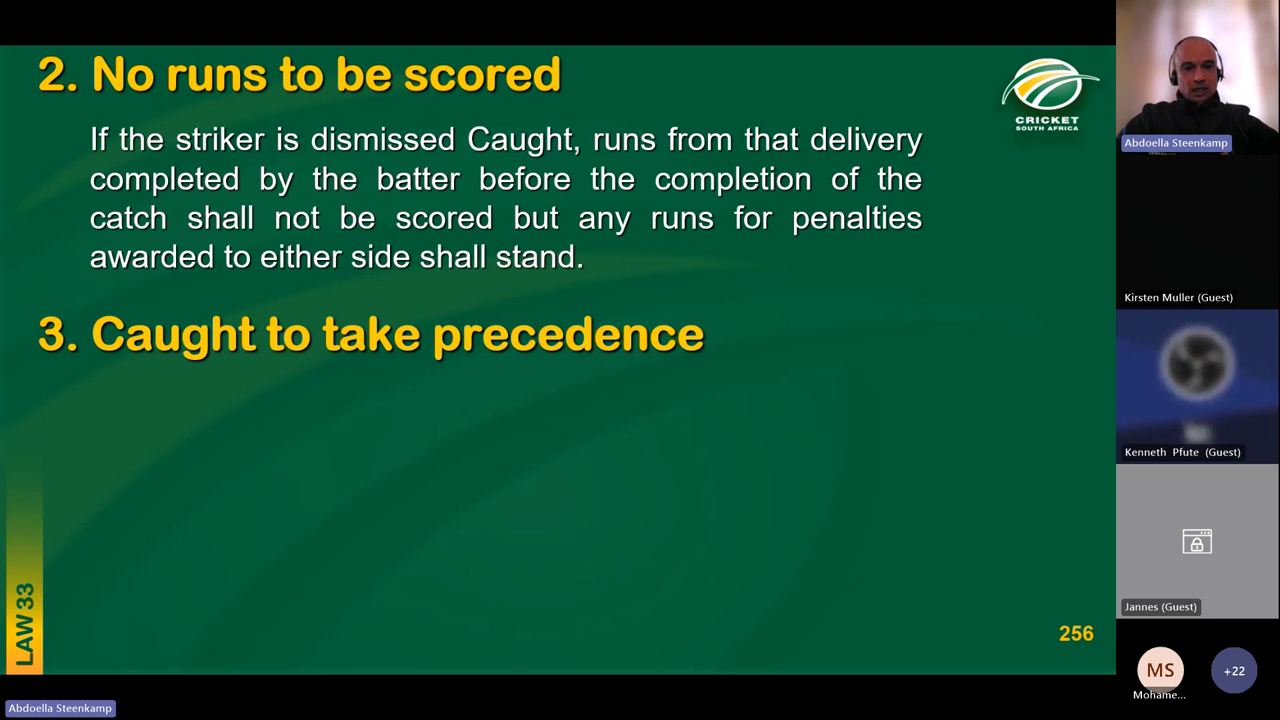 2. No runs to be scored
If the striker is dismissed Caught, runs from that delivery
completed by the batter before the completion of the
catch shall not be scored but any runs for penalties
awarded to either side shall stand.
3. Caught to take precedence
CRICKET
SOUTH AFRICA
LAW 33
256
Abdoella Steenkamp
Kirsten Muller (Guest)
Kenneth Pfute (Guest)
Jannes (Guest)
MS
Mohame...
+22
Abdoella Steenkamp